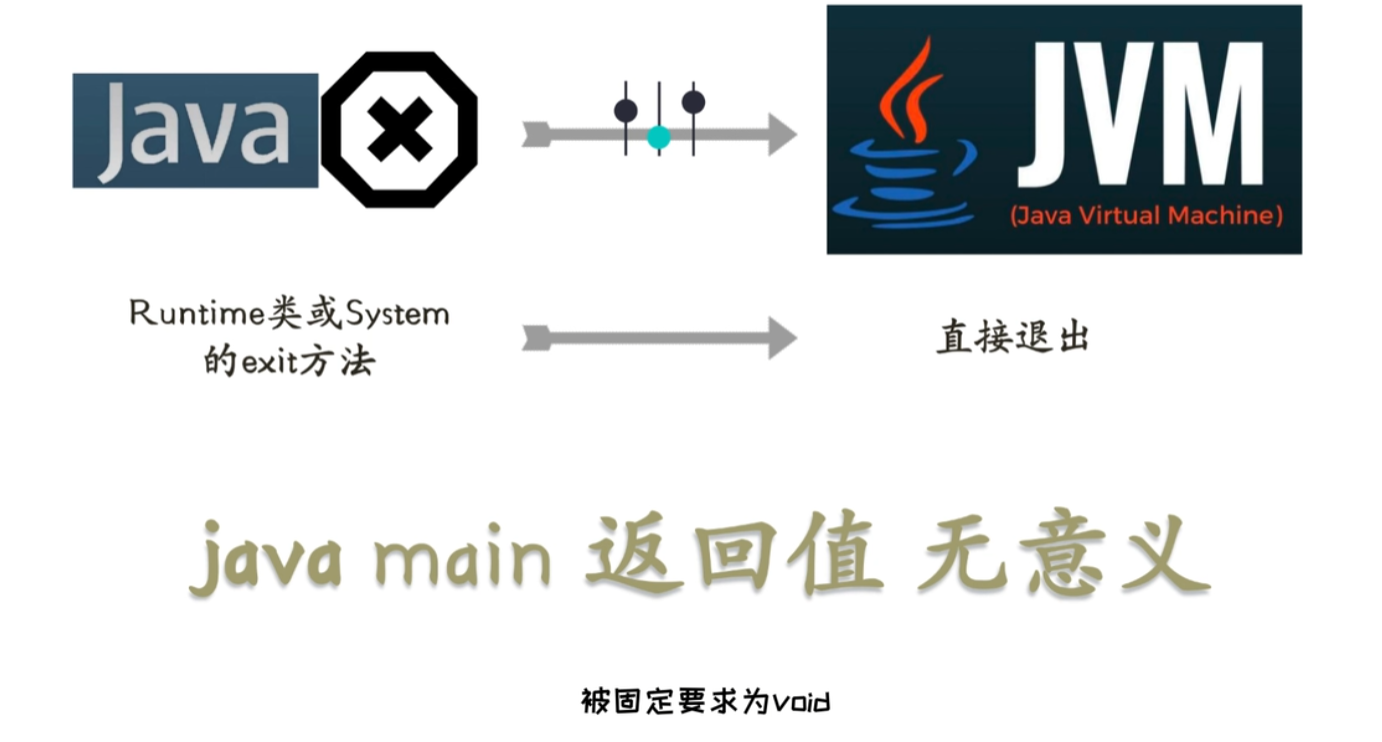 Java
JVM
(Java Virtual Machine)
Runtime类或System
的exit方法
直接退出
java main 返回值 无意义
被固定要求为void